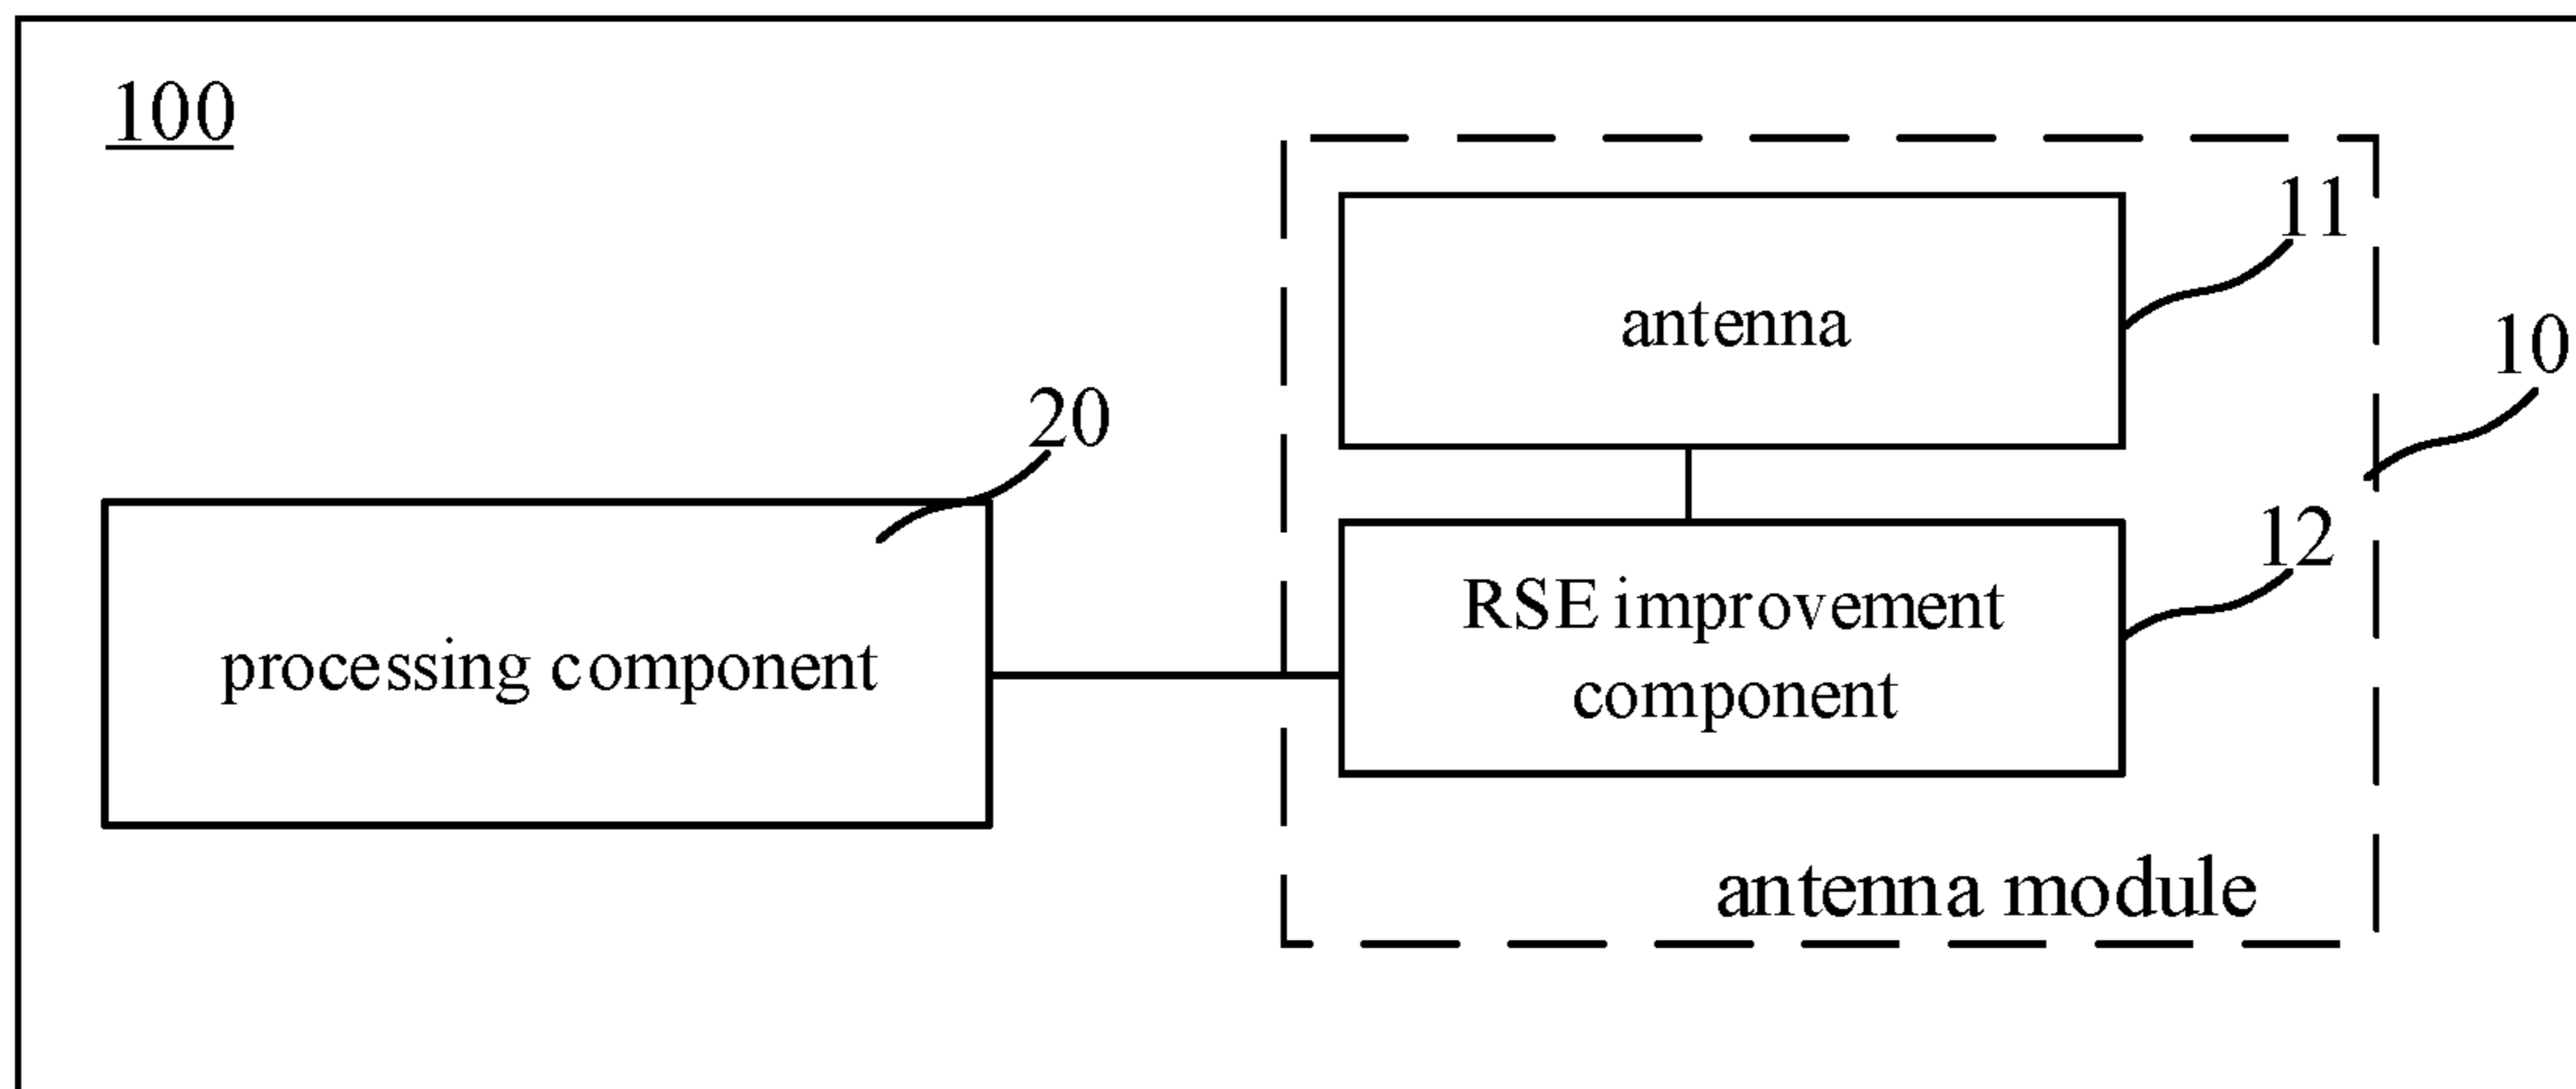 100
11
antenna
10
20
12
RSE improvement
component
processing component
antenna module